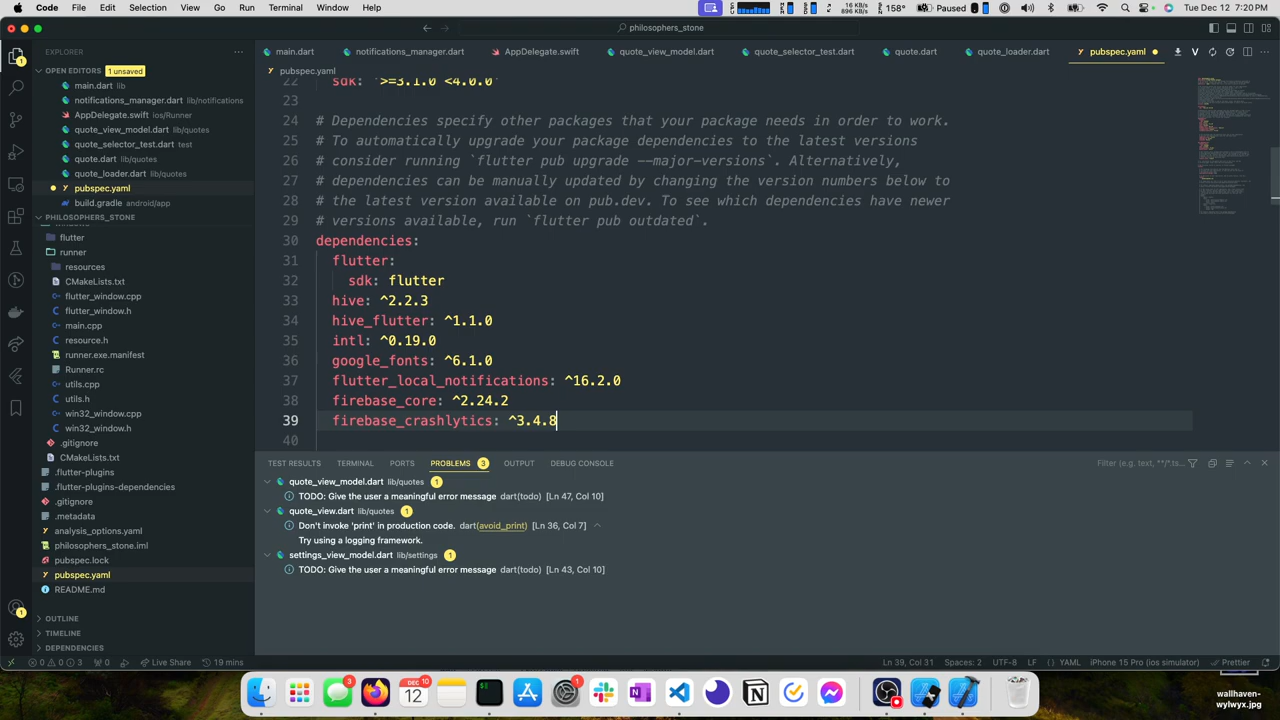 Code File Edit Selection View Go Run Terminal Window Help
896 KB/s
158° Paused
Tue Dec 12 7:20 PM
philosophers_stone
EXPLORER
main.dart notifications_manager.dart AppDelegate.swift quote_view_model.dart quote_selector_test.dart quote.dart quote_loader.dart pubspec.yaml
OPEN EDITORS 1 unsaved
main.dart lib
notifications_manager.dart lib/notifications
AppDelegate.swift ios/Runner
quote_view_model.dart lib/quotes
quote_selector_test.dart test
quote.dart lib/quotes
quote_loader.dart lib/quotes
pubspec.yaml
build.gradle android/app
PHILOSOPHERS_STONE
windows
flutter
runner
resources
CMakeLists.txt
flutter_window.cpp
flutter_window.h
main.cpp
resource.h
runner.exe.manifest
Runner.rc
utils.cpp
utils.h
win32_window.cpp
win32_window.h
.gitignore
CMakeLists.txt
.flutter-plugins
.flutter-plugins-dependencies
.gitignore
.metadata
analysis_options.yaml
philosophers_stone.iml
pubspec.lock
pubspec.yaml
README.md
OUTLINE
TIMELINE
DEPENDENCIES
pubspec.yaml
22 sdk: '>=3.1.0 <4.0.0'
23
24 # Dependencies specify other packages that your package needs in order to work.
25 # To automatically upgrade your package dependencies to the latest versions
26 # consider running `flutter pub upgrade --major-versions`. Alternatively,
27 # dependencies can be manually updated by changing the version numbers below to
28 # the latest version available on pub.dev. To see which dependencies have newer
29 # versions available, run `flutter pub outdated`.
30 dependencies:
31 flutter:
32 sdk: flutter
33 hive: ^2.2.3
34 hive_flutter: ^1.1.0
35 intl: ^0.19.0
36 google_fonts: ^6.1.0
37 flutter_local_notifications: ^16.2.0
38 firebase_core: ^2.24.2
39 firebase_crashlytics: ^3.4.8
40
TEST RESULTS TERMINAL PORTS PROBLEMS 3 OUTPUT DEBUG CONSOLE
Filter (e.g. text, **/*.ts...
quote_view_model.dart lib/quotes 1
TODO: Give the user a meaningful error message dart(todo) [Ln 47, Col 10]
quote_view.dart lib/quotes 1
Don't invoke 'print' in production code. dart(avoid_print) [Ln 36, Col 7]
Try using a logging framework.
settings_view_model.dart lib/settings 1
TODO: Give the user a meaningful error message dart(todo) [Ln 43, Col 10]
0 0 3 0 Live Share 19 mins
Ln 39, Col 31 Spaces: 2 UTF-8 LF YAML iPhone 15 Pro (ios simulator) Prettier
3
DEC 10
12
1
wallhaven-
wylwyx.jpg